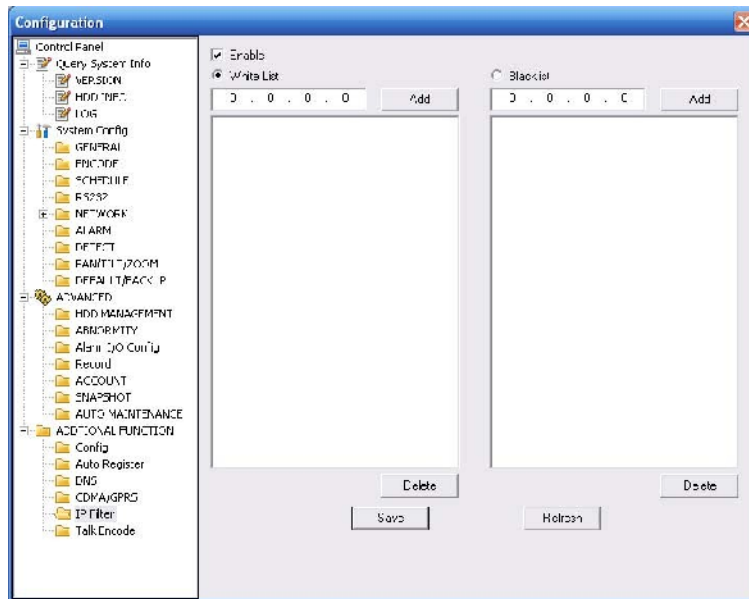 Configuration
Control Panel
Query System Info
VERSION
HDD INFO
LOG
System Config
GENERAL
ENCODE
SCHEDULE
RS232
NETWORK
ALARM
DETECT
PAN/TILT/ZOOM
DEFAULT/BACKUP
ADVANCED
HDD MANAGEMENT
ABNORMITY
Alarm I/O Config
Record
ACCOUNT
SNAPSHOT
AUTO MAINTENANCE
ADDTIONAL FUNCTION
Config
Auto Register
DNS
CDMA/GPRS
IP Filter
Talk Encode
Enable
White List
0 . 0 . 0 . 0
Add
Delete
Blacklist
0 . 0 . 0 . 0
Add
Delete
Save
Refresh